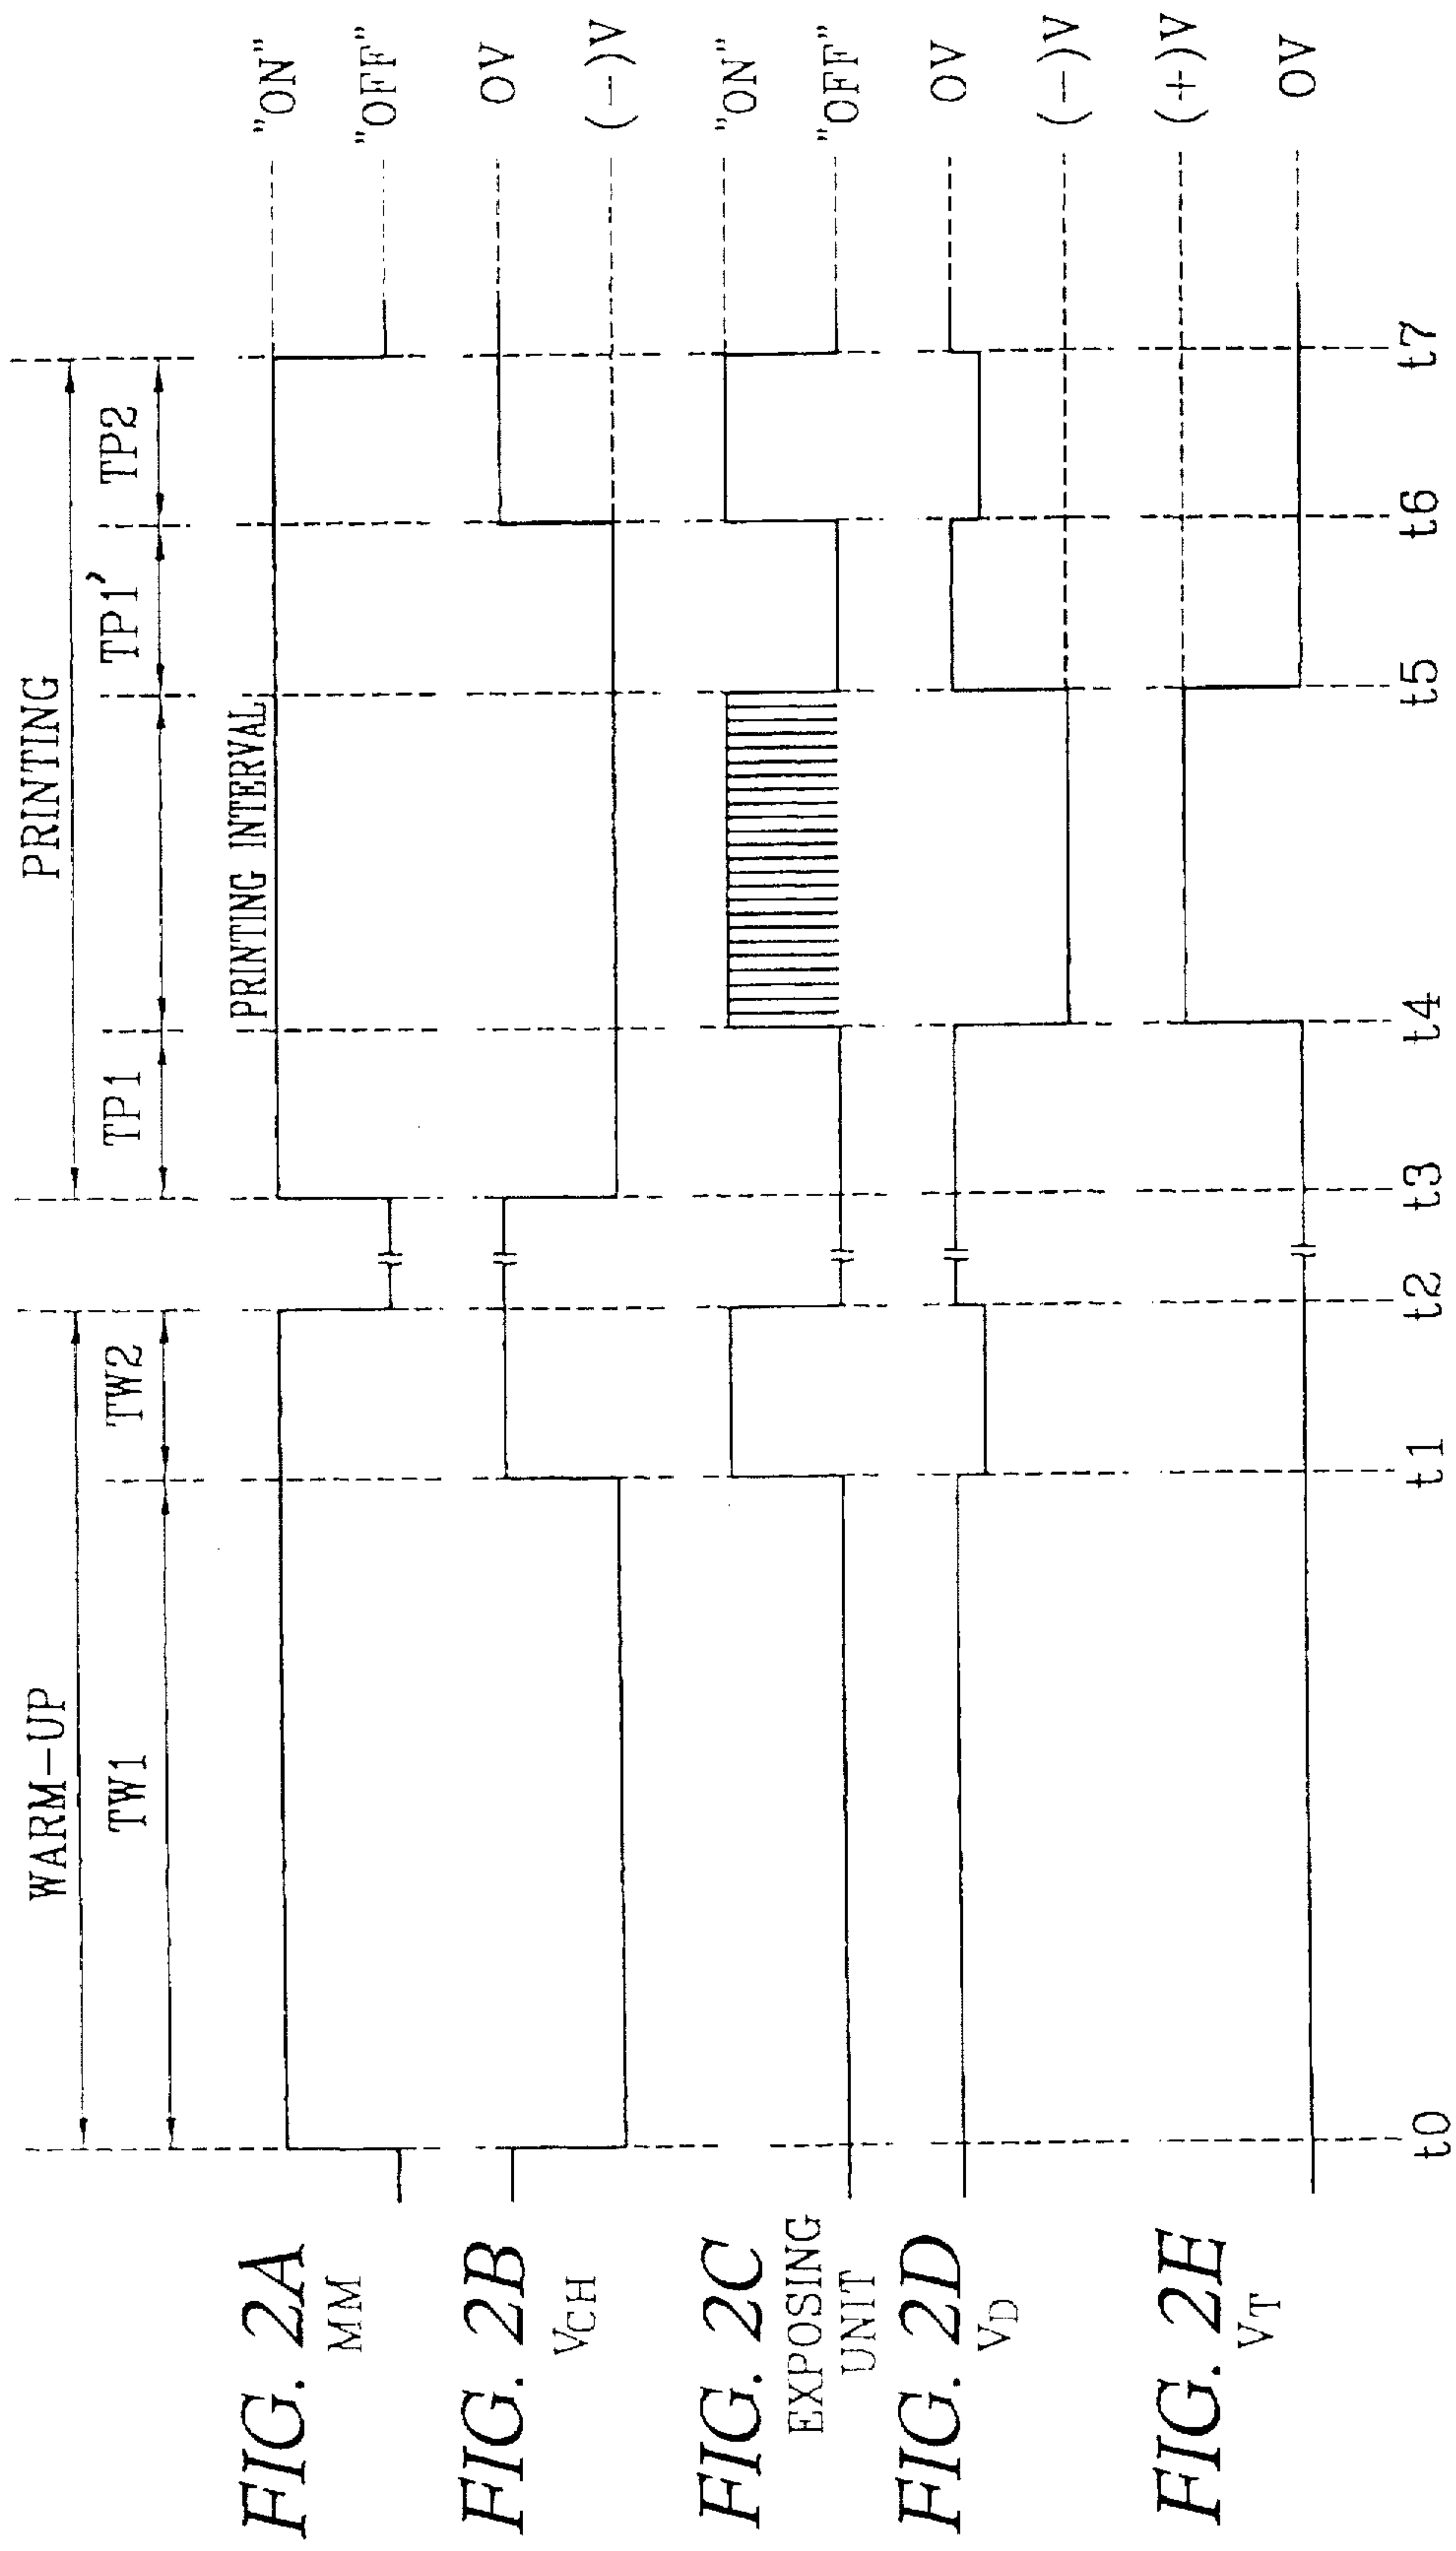 WARM-UP
PRINTING
TW1
TW2
TP1
TP1'
TP2
PRINTING INTERVAL
FIG. 2A
MM
"ON"
"OFF"
FIG. 2B
VCH
0V
(-)V
FIG. 2C
EXPOSING
UNIT
"ON"
"OFF"
FIG. 2D
VD
0V
(-)V
FIG. 2E
VT
(+)V
0V
t0
t1
t2
t3
t4
t5
t6
t7